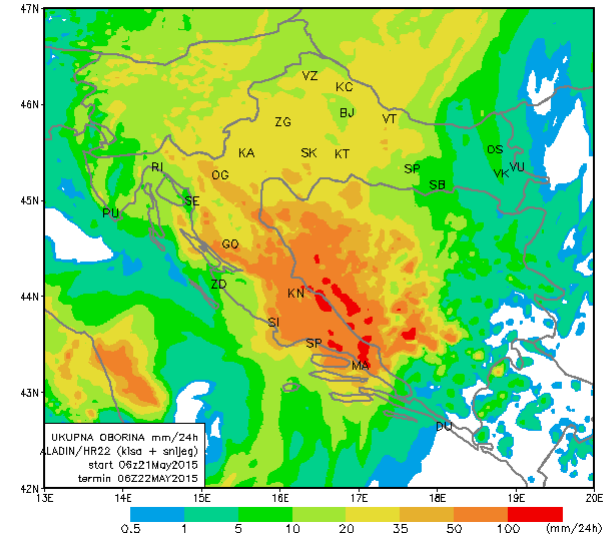 47N
46N
45N
44N
43N
42N
VZ
KC
BJ
ZG
VT
KA
SK
KT
OS
RI
OG
SP
VK
VU
SB
SE
PU
GO
ZD
KN
SI
SP
MA
DU
UKUPNA OBORINA mm/24h
ALADIN/HR22 (kisa + snijeg)
start 06z21May2015
termin 06Z22MAY2015
13E 14E 15E 16E 17E 18E 19E 20E
0.5 1 5 10 20 35 50 100 (mm/24h)